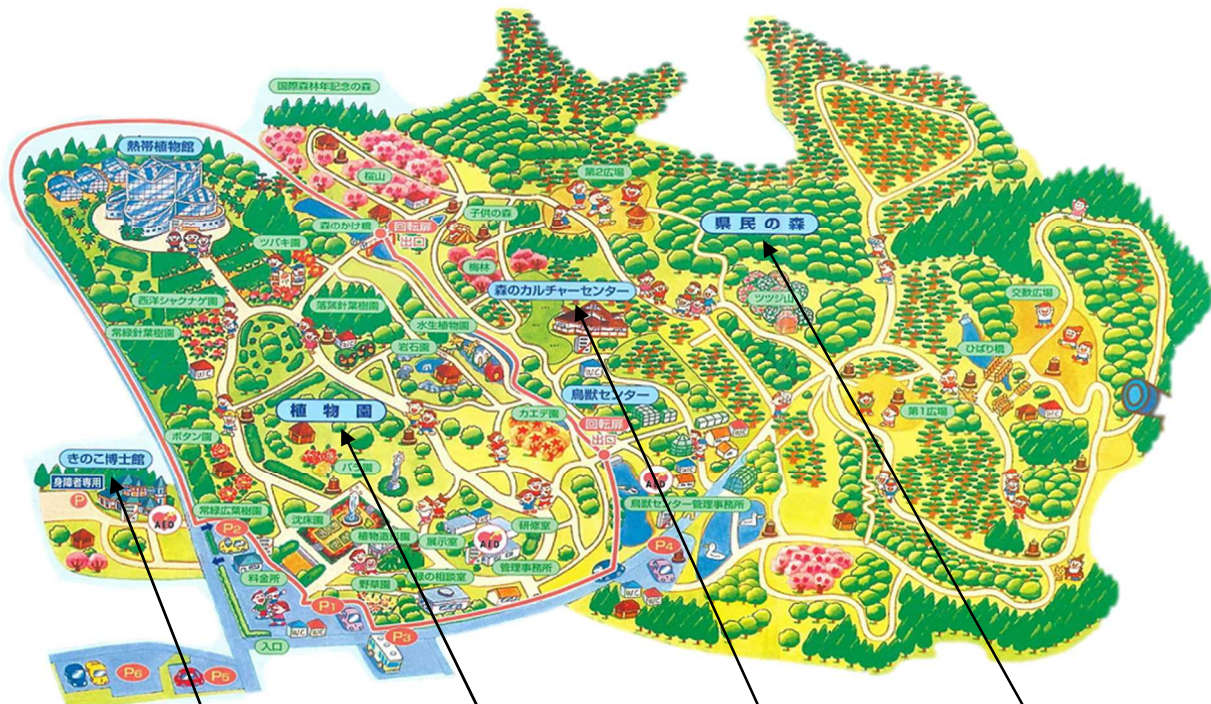 国際森林年記念の森
熱帯植物館
桜山
第2広場
子供の森
森のかけ橋
回転扉
出口
県民の森
ツバキ園
梅林
森のカルチャーセンター
西洋シャクナゲ園
落葉針葉樹園
ツツジ山
交歓広場
常緑針葉樹園
水生植物園
岩石園
ひばり橋
鳥獣センター
植物園
カエデ園
回転扉
出口
第1広場
ボタン園
きのこ博士館
身障者専用
バラ園
P
AED
AED
常緑広葉樹園
沈床園
植物造形園
展示室
研修室
鳥獣センター管理事務所
P2
AED
P4
料金所
野草園
緑の相談室
管理事務所
P1
P3
入口
P6
P5
W.C
W.C
W.C
W.C